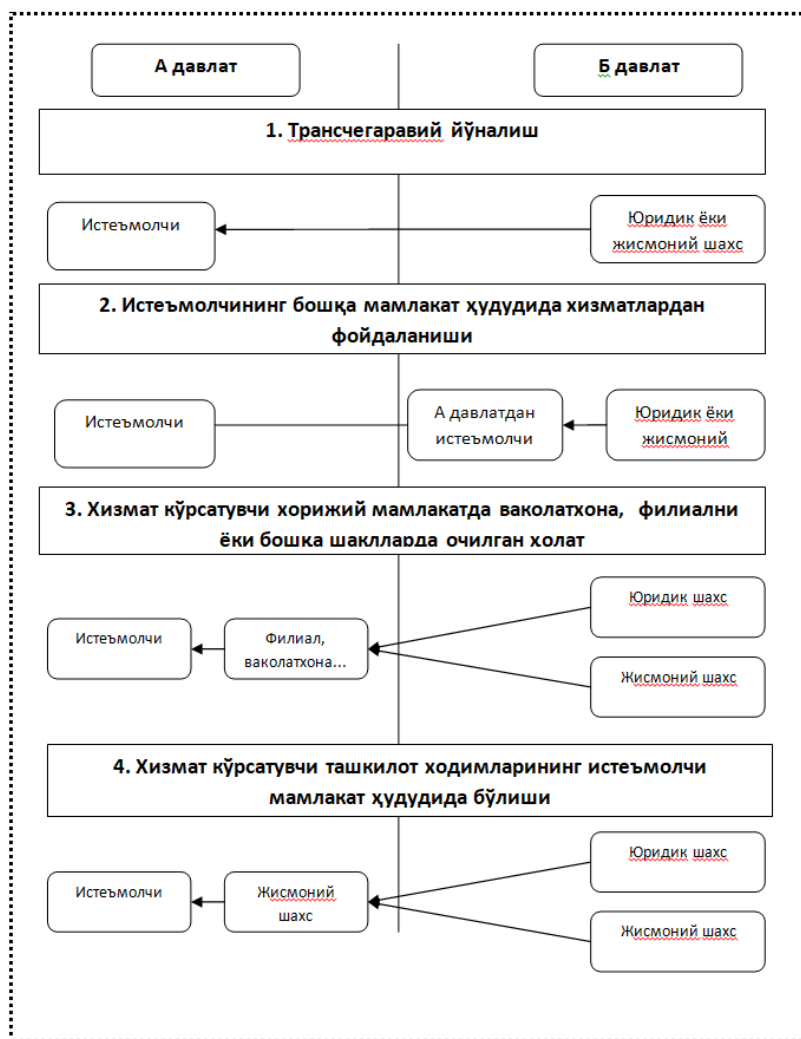 А давлат
Б давлат
1. Трансчегаравий йўналиш
Истеъмолчи
Юридик ёки
жисмоний шахс
2. Истеъмолчининг бошқа мамлакат ҳудудида хизматлардан
фойдаланиши
Истеъмолчи
А давлатдан
истеъмолчи
Юридик ёки
жисмоний
3. Хизмат кўрсатувчи хорижий мамлакатда ваколатхона, филиални
ёки бошка шаклларда очилган холат
Юридик шахс
Истеъмолчи
Филиал,
ваколатхона...
Жисмоний шахс
4. Хизмат кўрсатувчи ташкилот ходимларининг истеъмолчи
мамлакат ҳудудида бўлиши
Юридик шахс
Истеъмолчи
Жисмоний
шахс
Жисмоний шахс